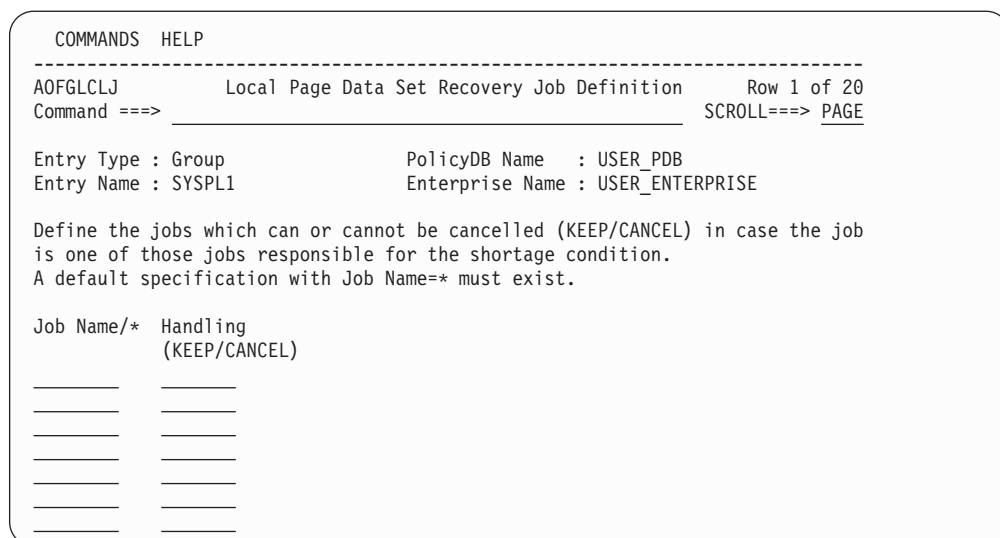 COMMANDS HELP
AOFGLCLJ Local Page Data Set Recovery Job Definition Row 1 of 20
Command ===> SCROLL===> PAGE
Entry Type : Group PolicyDB Name : USER_PDB
Entry Name : SYSPL1 Enterprise Name : USER_ENTERPRISE
Define the jobs which can or cannot be cancelled (KEEP/CANCEL) in case the job
is one of those jobs responsible for the shortage condition.
A default specification with Job Name=* must exist.
Job Name/* Handling
(KEEP/CANCEL)